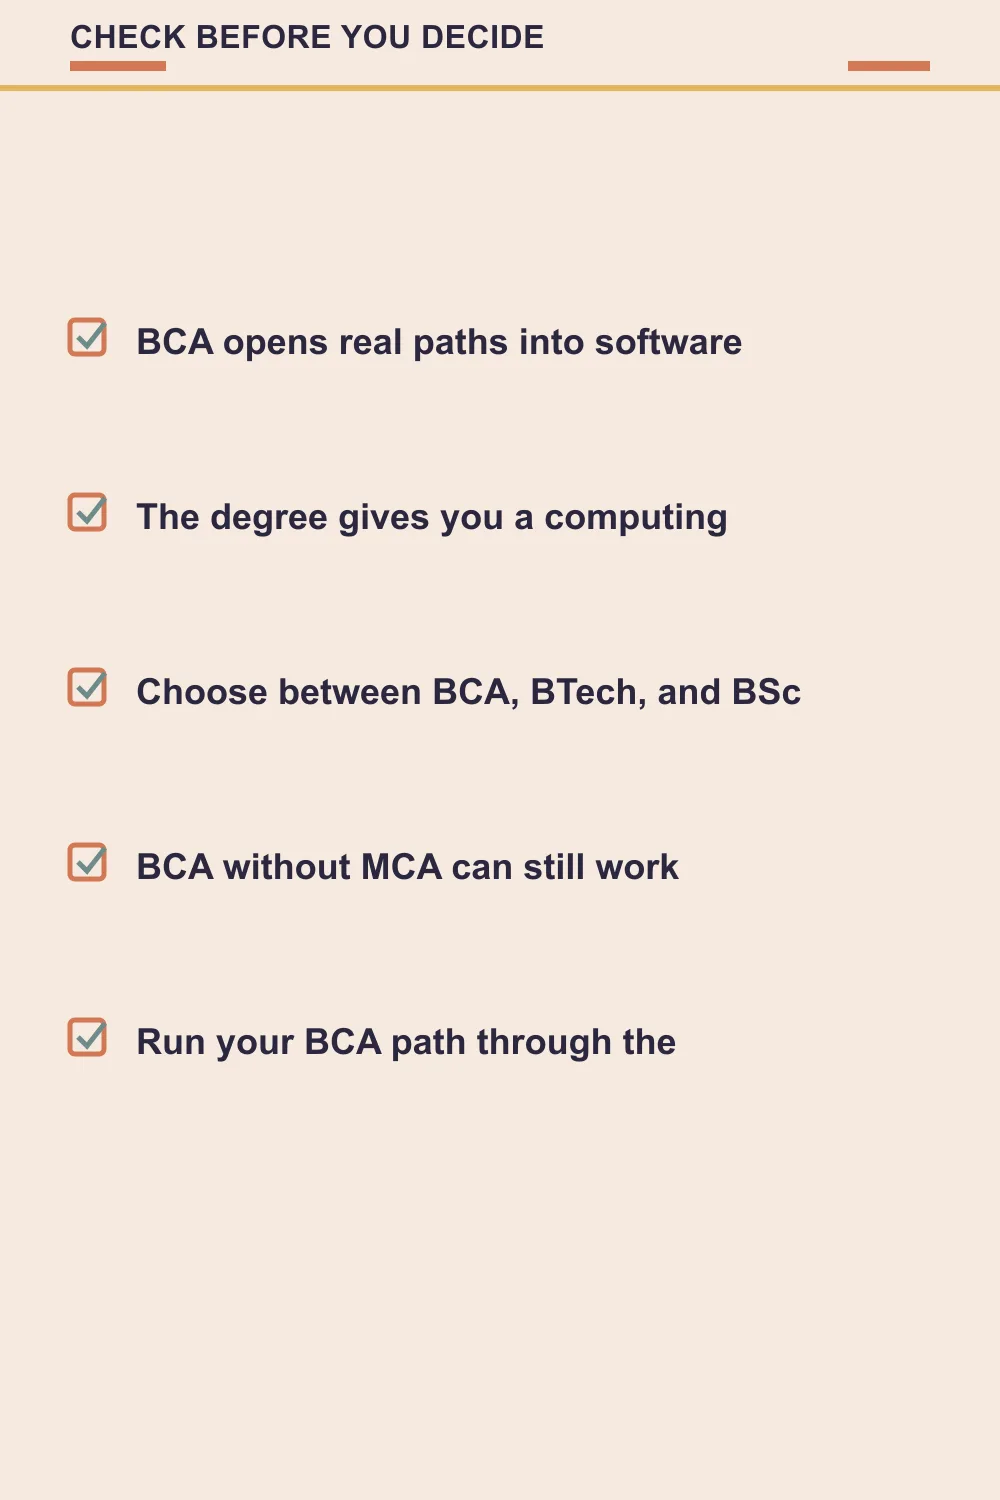 CHECK BEFORE YOU DECIDE
BCA opens real paths into software
The degree gives you a computing
Choose between BCA, BTech, and BSc
BCA without MCA can still work
Run your BCA path through the